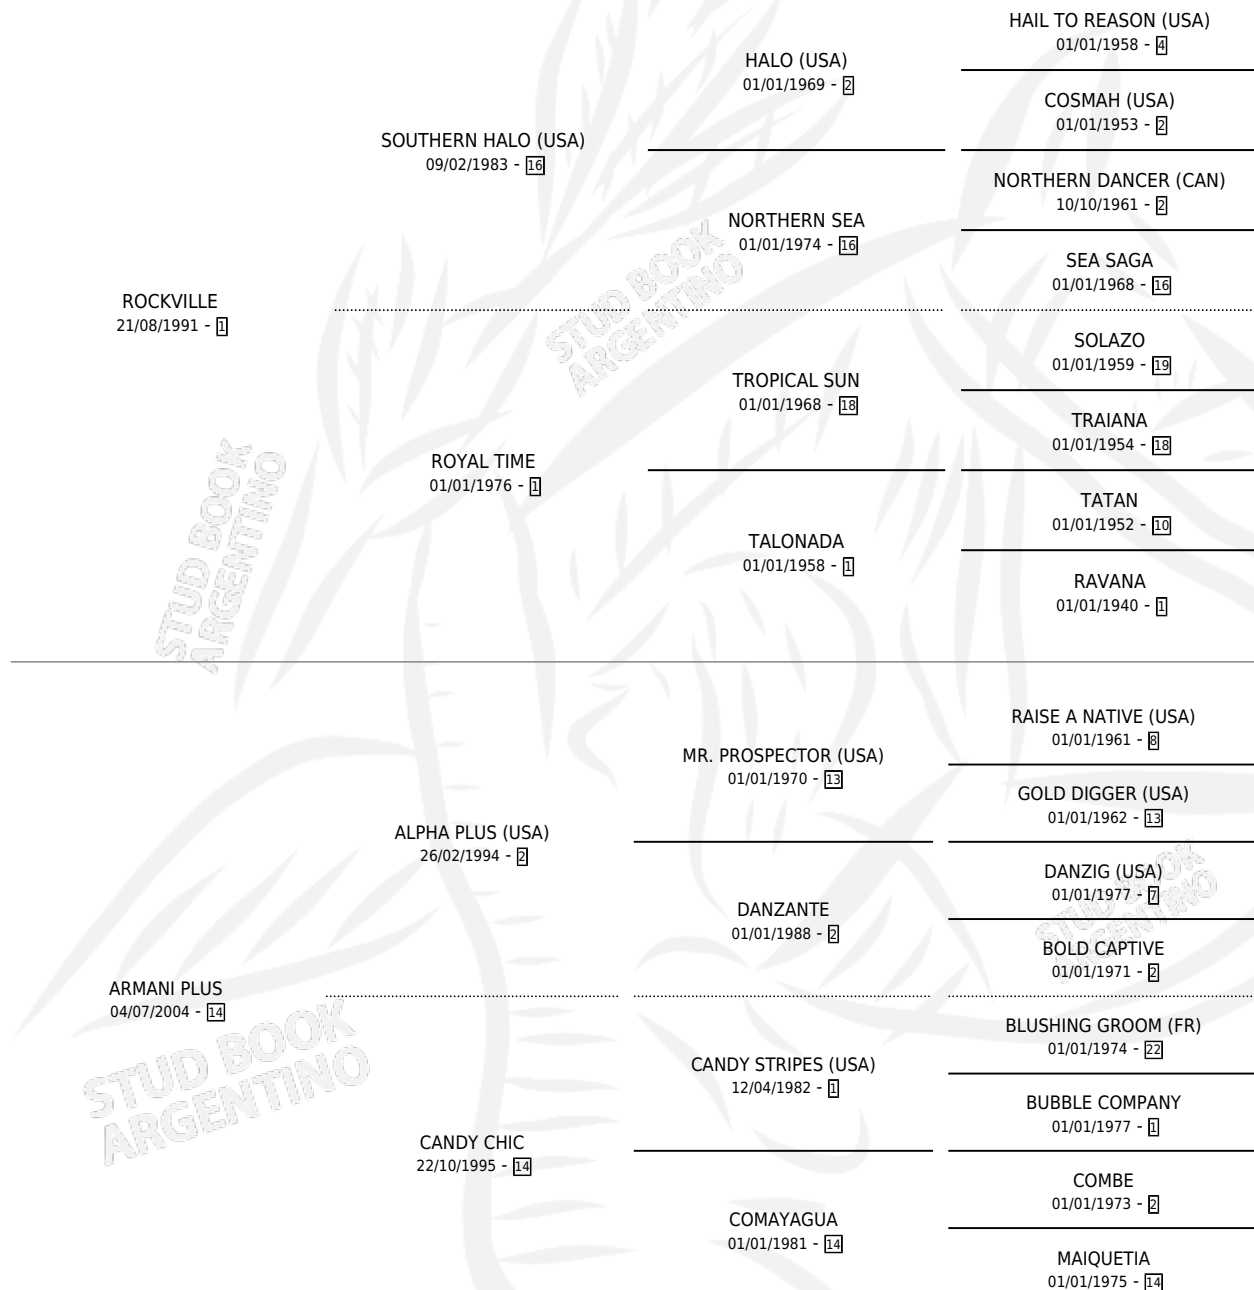 HAIL TO REASON (USA)
01/01/1958 - 4
HALO (USA)
01/01/1969 - 2
COSMAH (USA)
01/01/1953 - 2
SOUTHERN HALO (USA)
09/02/1983 - 16
NORTHERN DANCER (CAN)
10/10/1961 - 2
NORTHERN SEA
01/01/1974 - 16
SEA SAGA
01/01/1968 - 16
STUD BOOK
ARGENTINO
ROCKVILLE
21/08/1991 - 1
SOLAZO
01/01/1959 - 19
TROPICAL SUN
01/01/1968 - 18
TRAIANA
01/01/1954 - 18
ROYAL TIME
01/01/1976 - 1
TATAN
01/01/1952 - 10
TALONADA
01/01/1958 - 1
RAVANA
01/01/1940 - 1
STUD BOOK
ARGENTINO
RAISE A NATIVE (USA)
01/01/1961 - 8
MR. PROSPECTOR (USA)
01/01/1970 - 13
GOLD DIGGER (USA)
01/01/1962 - 13
ALPHA PLUS (USA)
26/02/1994 - 2
DANZIG (USA)
01/01/1977 - 7
DANZANTE
01/01/1988 - 2
BOLD CAPTIVE
01/01/1971 - 2
STUD BOOK
ARGENTINO
ARMANI PLUS
04/07/2004 - 14
BLUSHING GROOM (FR)
01/01/1974 - 22
CANDY STRIPES (USA)
12/04/1982 - 1
BUBBLE COMPANY
01/01/1977 - 1
STUD BOOK
ARGENTINO
CANDY CHIC
22/10/1995 - 14
COMBE
01/01/1973 - 2
COMAYAGUA
01/01/1981 - 14
MAIQUETIA
01/01/1975 - 14